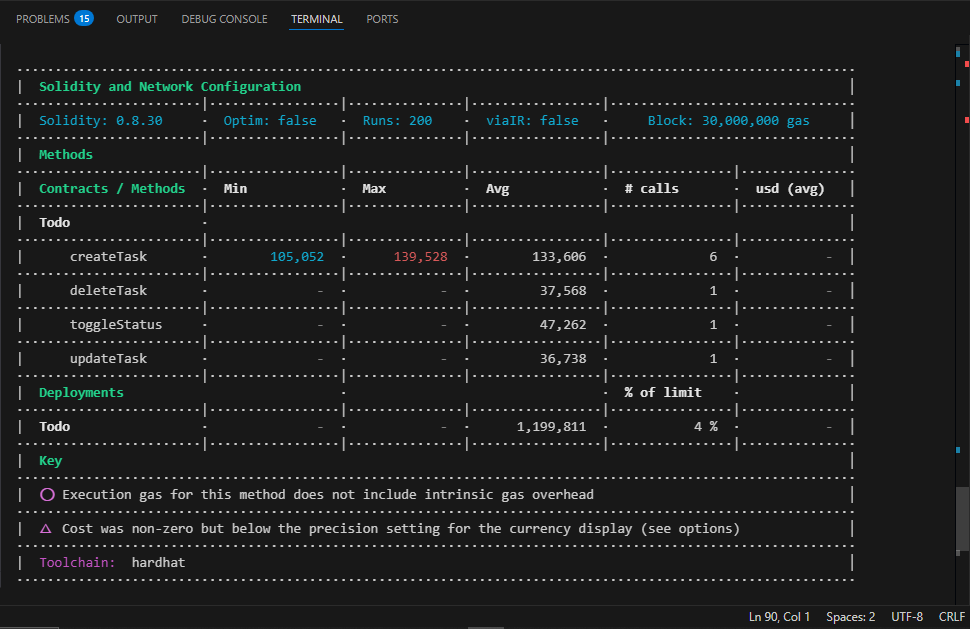 PROBLEMS 15 OUTPUT DEBUG CONSOLE TERMINAL PORTS
Solidity and Network Configuration
Solidity: 0.8.30 · Optim: false · Runs: 200 · viaIR: false · Block: 30,000,000 gas
Methods
Contracts / Methods · Min · Max · Avg · # calls · usd (avg)
Todo ·
createTask · 105,052 · 139,528 · 133,606 · 6 · -
deleteTask · - · - · 37,568 · 1 · -
toggleStatus · - · - · 47,262 · 1 · -
updateTask · - · - · 36,738 · 1 · -
Deployments · · % of limit ·
Todo · - · - · 1,199,811 · 4 % · -
Key
◯ Execution gas for this method does not include intrinsic gas overhead
△ Cost was non-zero but below the precision setting for the currency display (see options)
Toolchain: hardhat
Ln 90, Col 1 Spaces: 2 UTF-8 CRLF